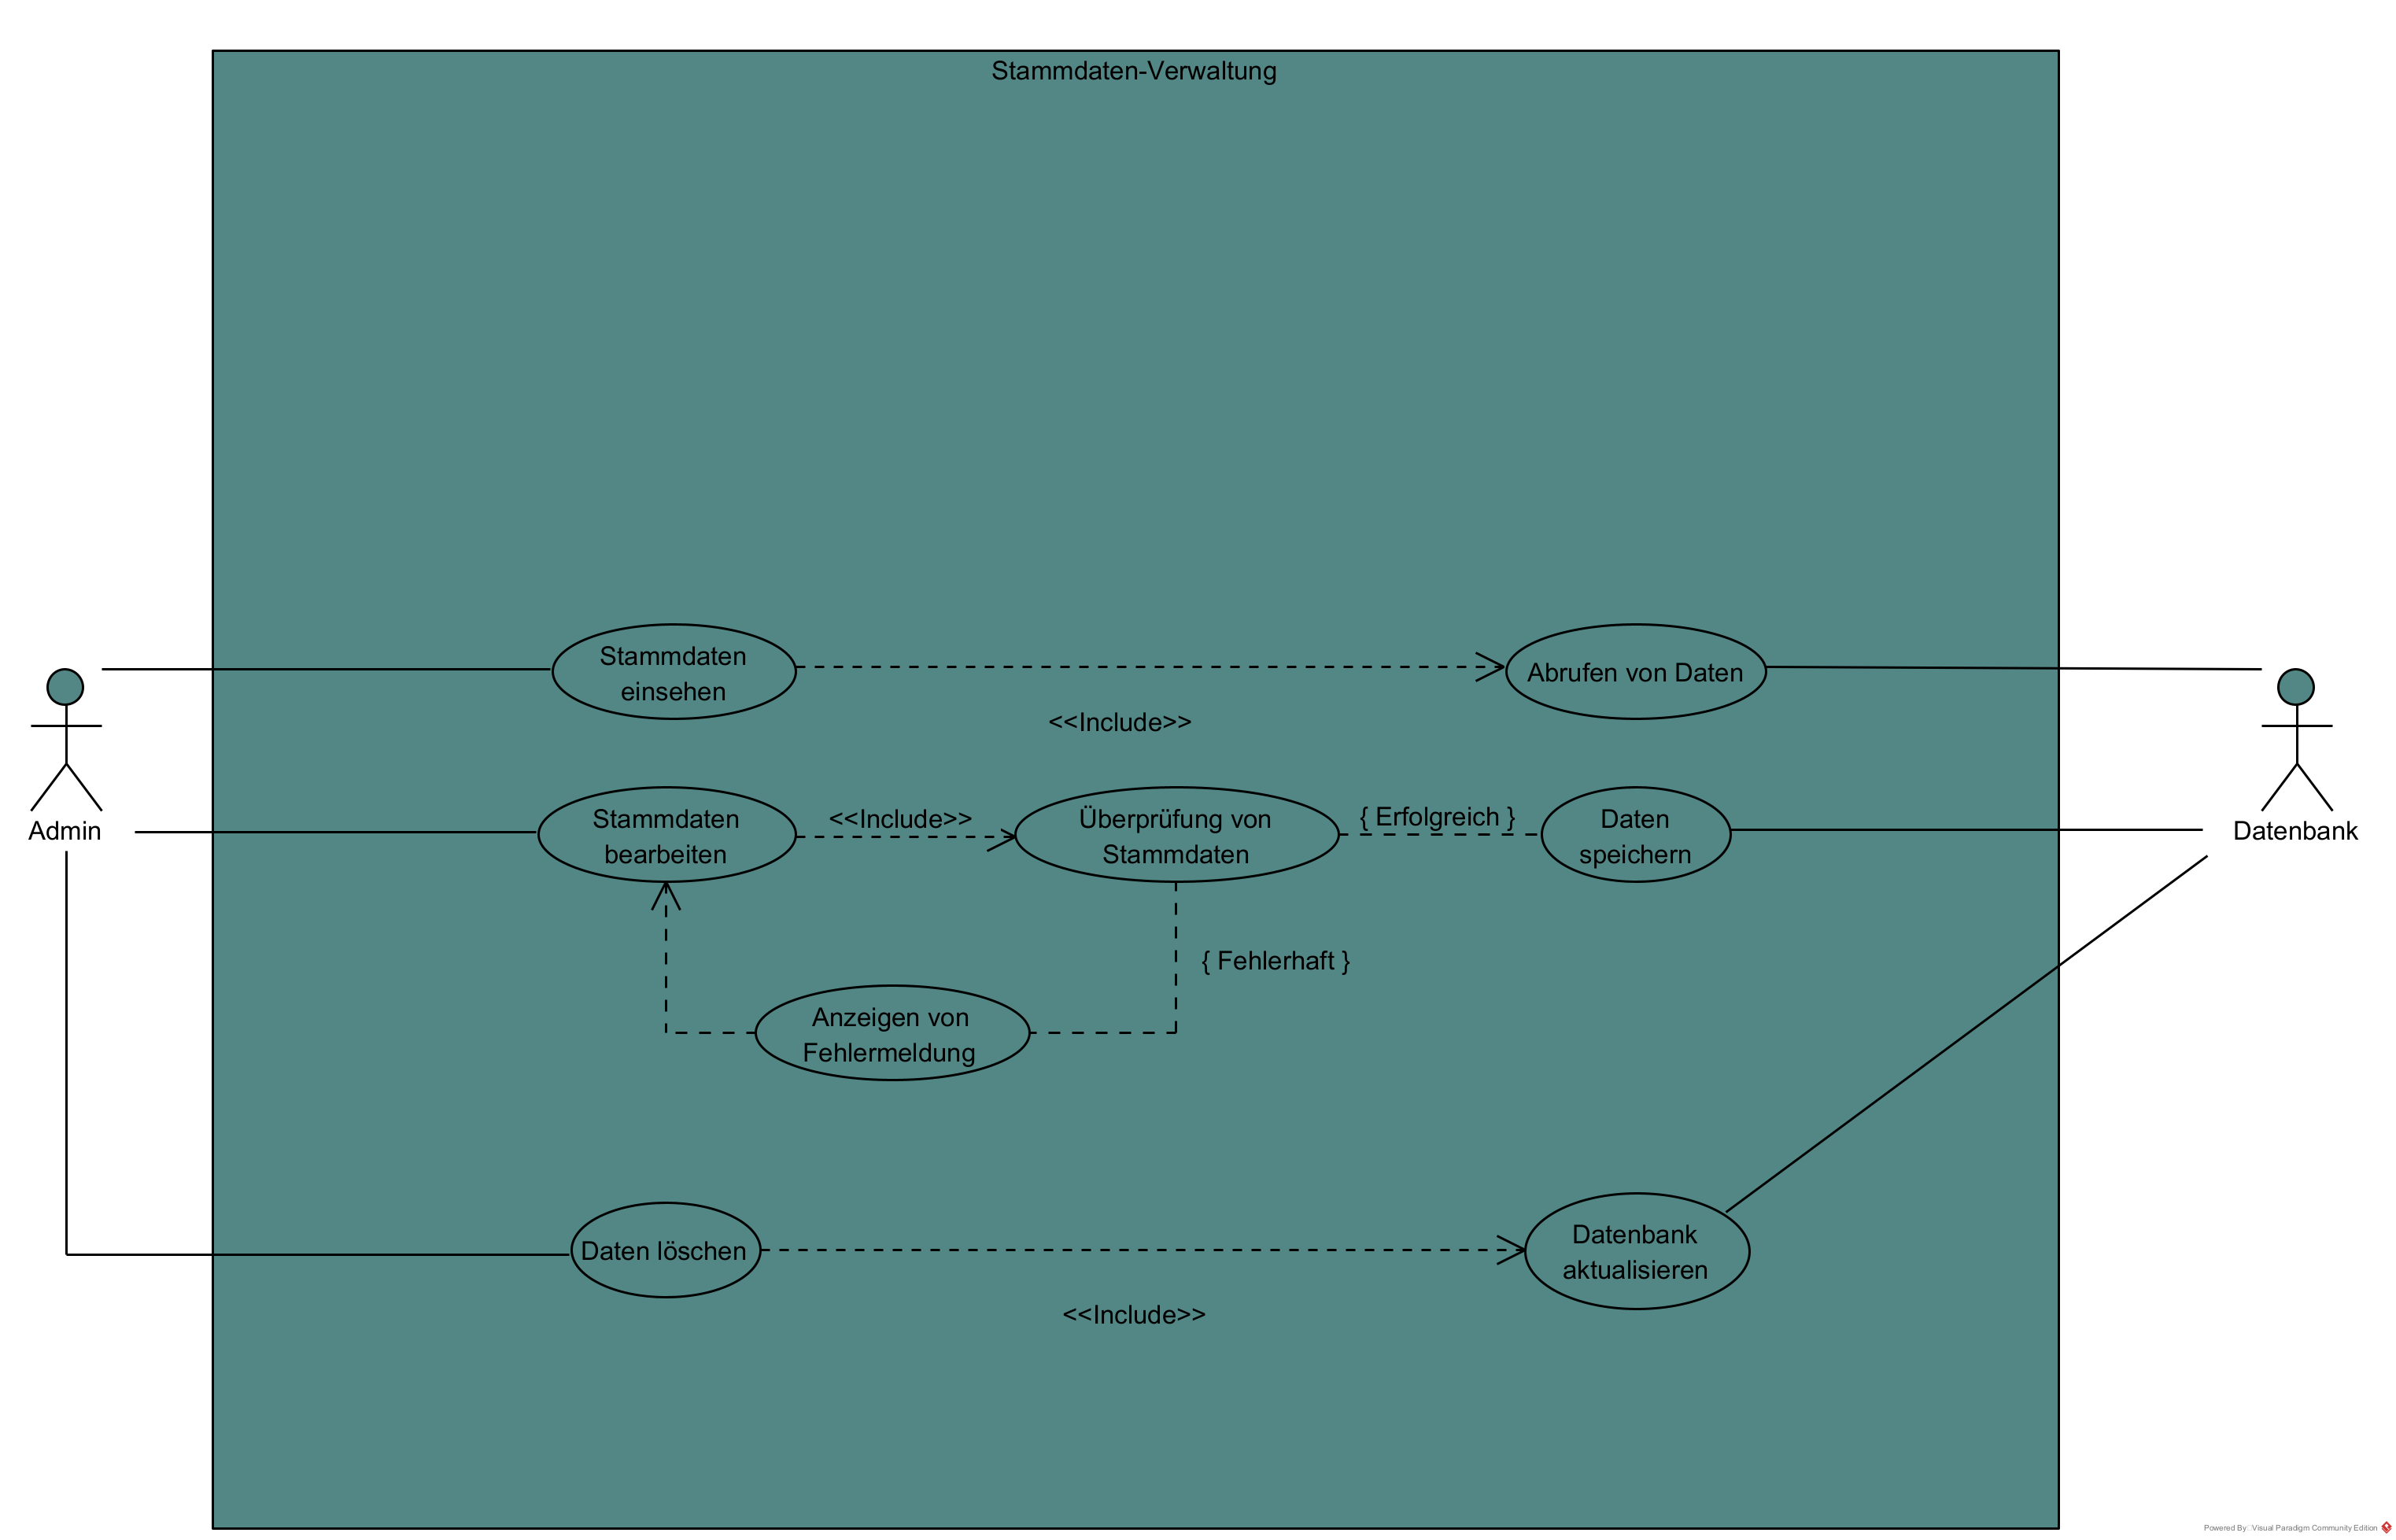 Stammdaten-Verwaltung
Stammdaten
einsehen
Abrufen von Daten
<<Include>>
Admin
Stammdaten
bearbeiten
<<Include>>
Überprüfung von
Stammdaten
{ Erfolgreich }
Daten
speichern
Datenbank
{ Fehlerhaft }
Anzeigen von
Fehlermeldung
Daten löschen
Datenbank
aktualisieren
<<Include>>
Powered By: Visual Paradigm Community Edition